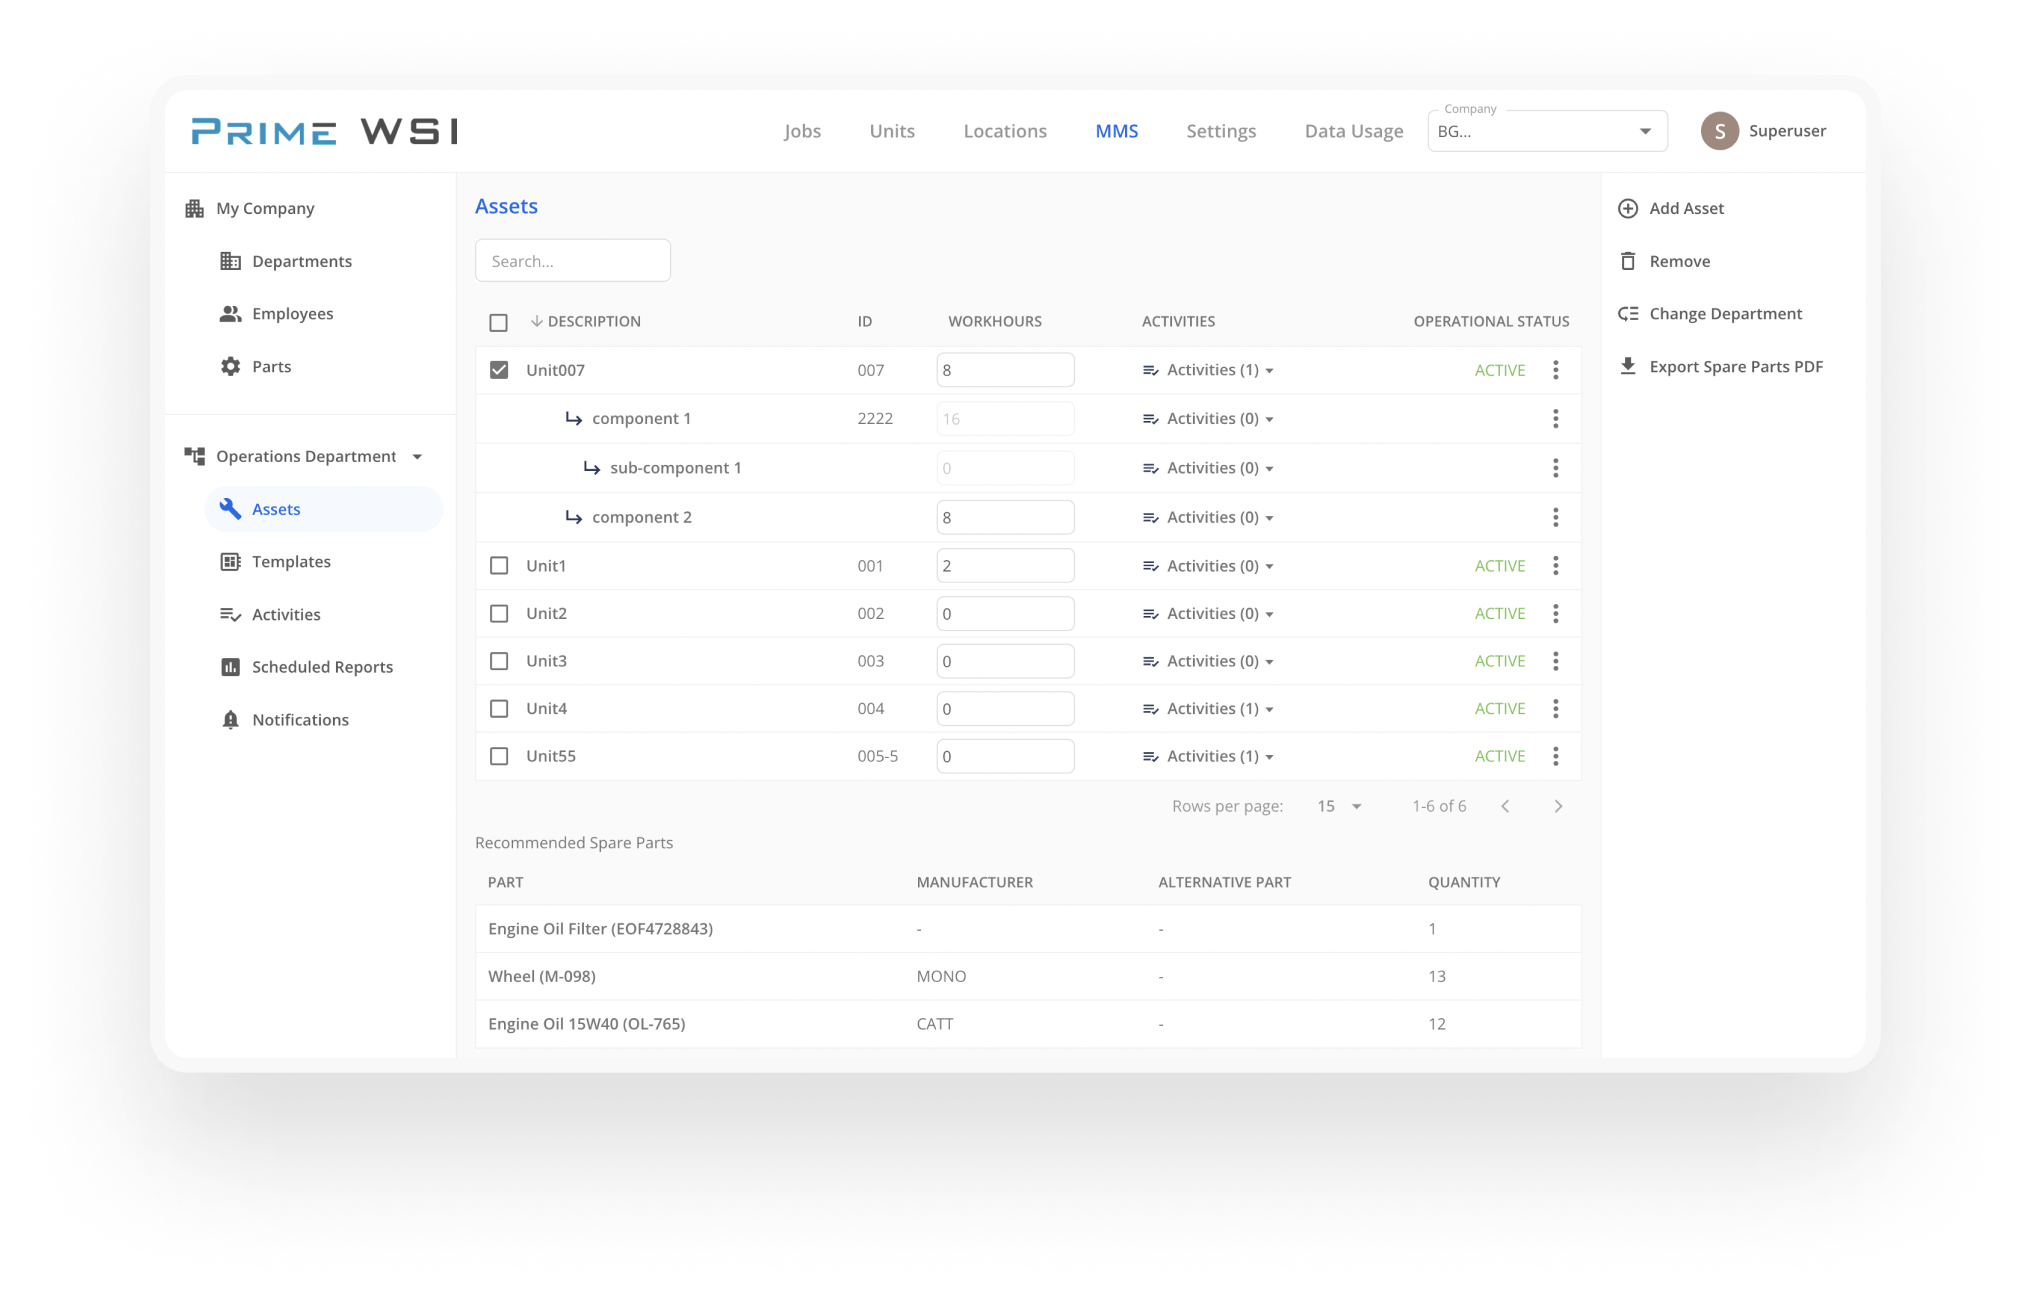 PRIME WSI
Jobs Units Locations MMS Settings Data Usage
Company
BG...
S Superuser
My Company
Departments
Employees
Parts
Operations Department
Assets
Templates
Activities
Scheduled Reports
Notifications
Assets
Search...
DESCRIPTION ID WORKHOURS ACTIVITIES OPERATIONAL STATUS
Unit007 007 8 Activities (1) ACTIVE
component 1 2222 16 Activities (0)
sub-component 1 0 Activities (0)
component 2 8 Activities (0)
Unit1 001 2 Activities (0) ACTIVE
Unit2 002 0 Activities (0) ACTIVE
Unit3 003 0 Activities (0) ACTIVE
Unit4 004 0 Activities (1) ACTIVE
Unit55 005-5 0 Activities (1) ACTIVE
Rows per page: 15 1-6 of 6
Recommended Spare Parts
PART MANUFACTURER ALTERNATIVE PART QUANTITY
Engine Oil Filter (EOF4728843) - - 1
Wheel (M-098) MONO - 13
Engine Oil 15W40 (OL-765) CATT - 12
Add Asset
Remove
Change Department
Export Spare Parts PDF